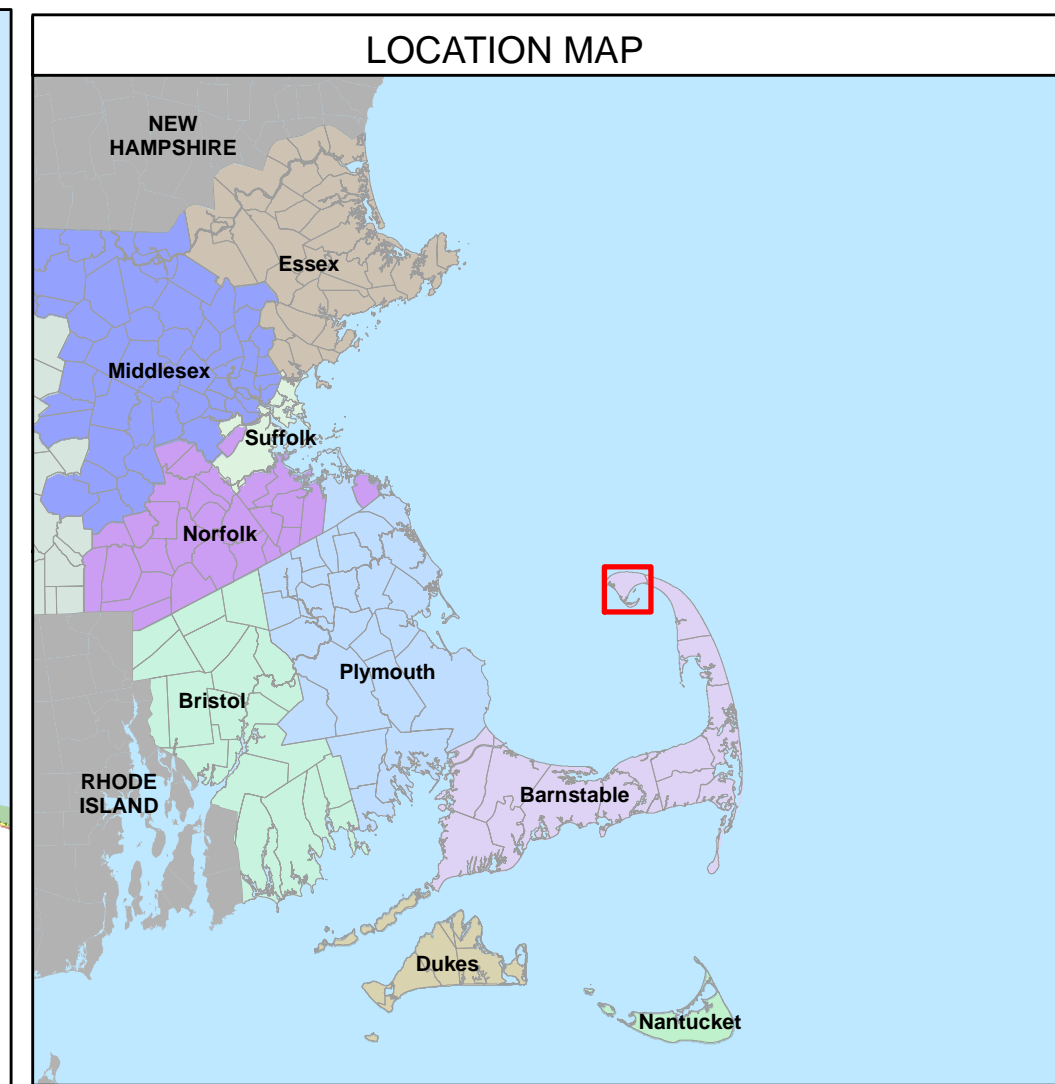 LOCATION MAP
NEW
HAMPSHIRE
Essex
Middlesex
Suffolk
Norfolk
Plymouth
Bristol
RHODE
ISLAND
Barnstable
Dukes
Nantucket